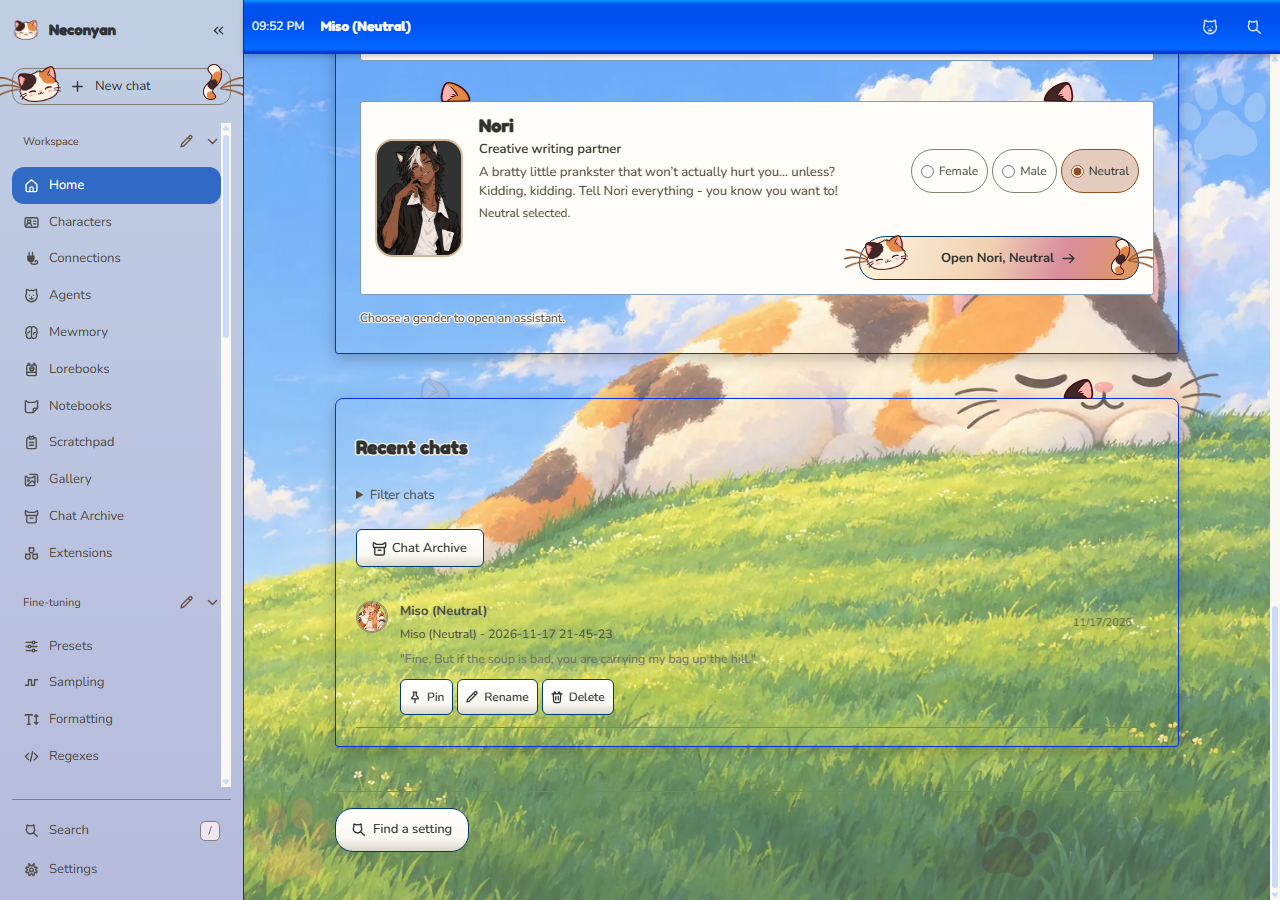 Neconyan
New chat
Workspace
Home
Characters
Connections
Agents
Mewmory
Lorebooks
Notebooks
Scratchpad
Gallery
Chat Archive
Extensions
Fine-tuning
Presets
Sampling
Formatting
Regexes
Search
/
Settings
09:52 PM
Miso (Neutral)
Nori
Creative writing partner
A bratty little prankster that won't actually hurt you... unless?
Kidding, kidding. Tell Nori everything - you know you want to!
Neutral selected.
Female
Male
Neutral
Open Nori, Neutral
Choose a gender to open an assistant.
Recent chats
Filter chats
Chat Archive
Miso (Neutral)
Miso (Neutral) - 2026-11-17 21-45-23
11/17/2026
"Fine. But if the soup is bad, you are carrying my bag up the hill."
Pin
Rename
Delete
Find a setting